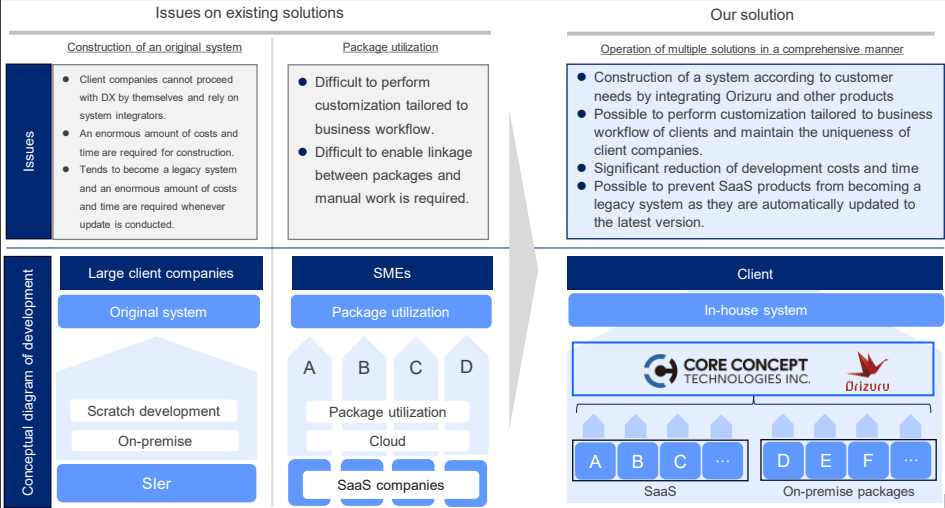 Issues on existing solutions
Our solution
Construction of an original system
Package utilization
Operation of multiple solutions in a comprehensive manner
Issues
● Client companies cannot proceed
with DX by themselves and rely on
system integrators.
● An enormous amount of costs and
time are required for construction.
● Tends to become a legacy system
and an enormous amount of costs
and time are required whenever
update is conducted.
● Difficult to perform
customization tailored to
business workflow.
● Difficult to enable linkage
between packages and
manual work is required.
● Construction of a system according to customer
needs by integrating Orizuru and other products
● Possible to perform customization tailored to business
workflow of clients and maintain the uniqueness of
client companies.
● Significant reduction of development costs and time
● Possible to prevent SaaS products from becoming a
legacy system as they are automatically updated to
the latest version.
Conceptual diagram of development
Large client companies
Original system
Scratch development
On-premise
SIer
SMEs
Package utilization
A B C D
Package utilization
Cloud
SaaS companies
Client
In-house system
CORE CONCEPT
TECHNOLOGIES INC.
Orizuru
A B C ...
SaaS
D E F ...
On-premise packages